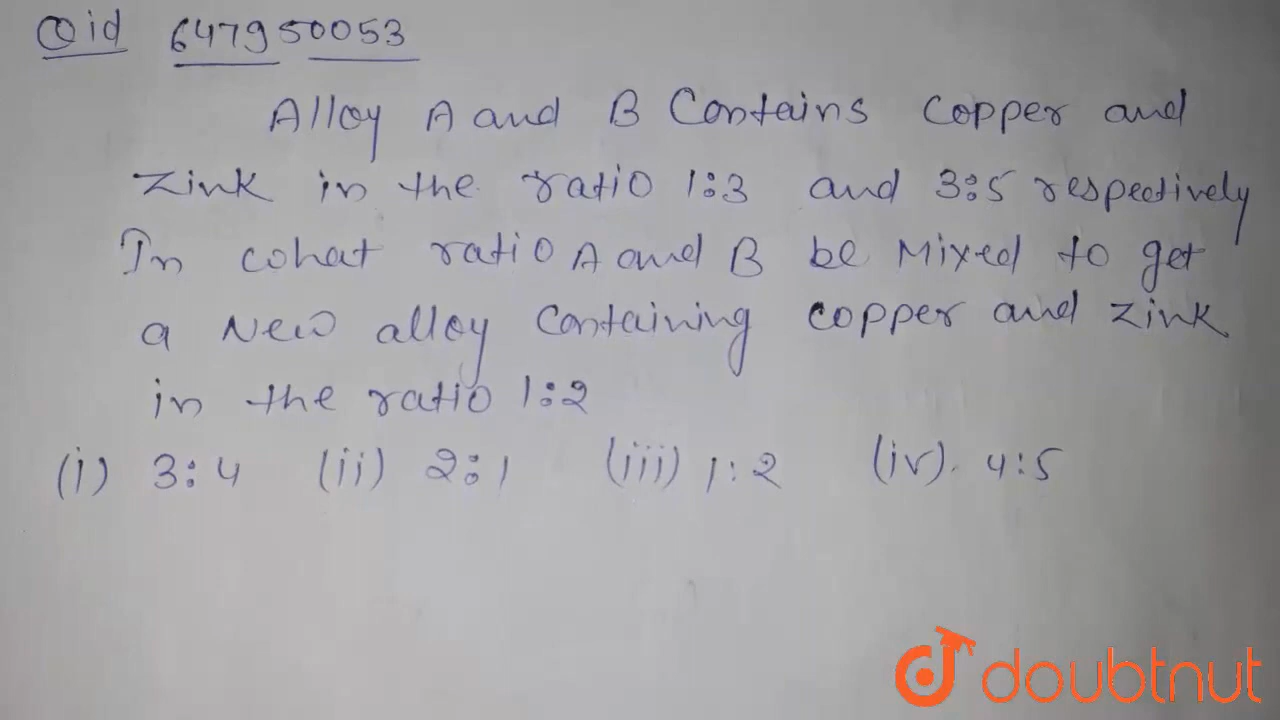 Qid 647950053
Alloy A and B Contains Copper and
Zink in the ratio 1:3 and 3:5 respectively
In what ratio A and B be Mixed to get
a New alloy Containing copper and Zink
in the ratio 1:2
(i) 3:4 (ii) 2:1 (iii) 1:2 (iv). 4:5
doubtnut